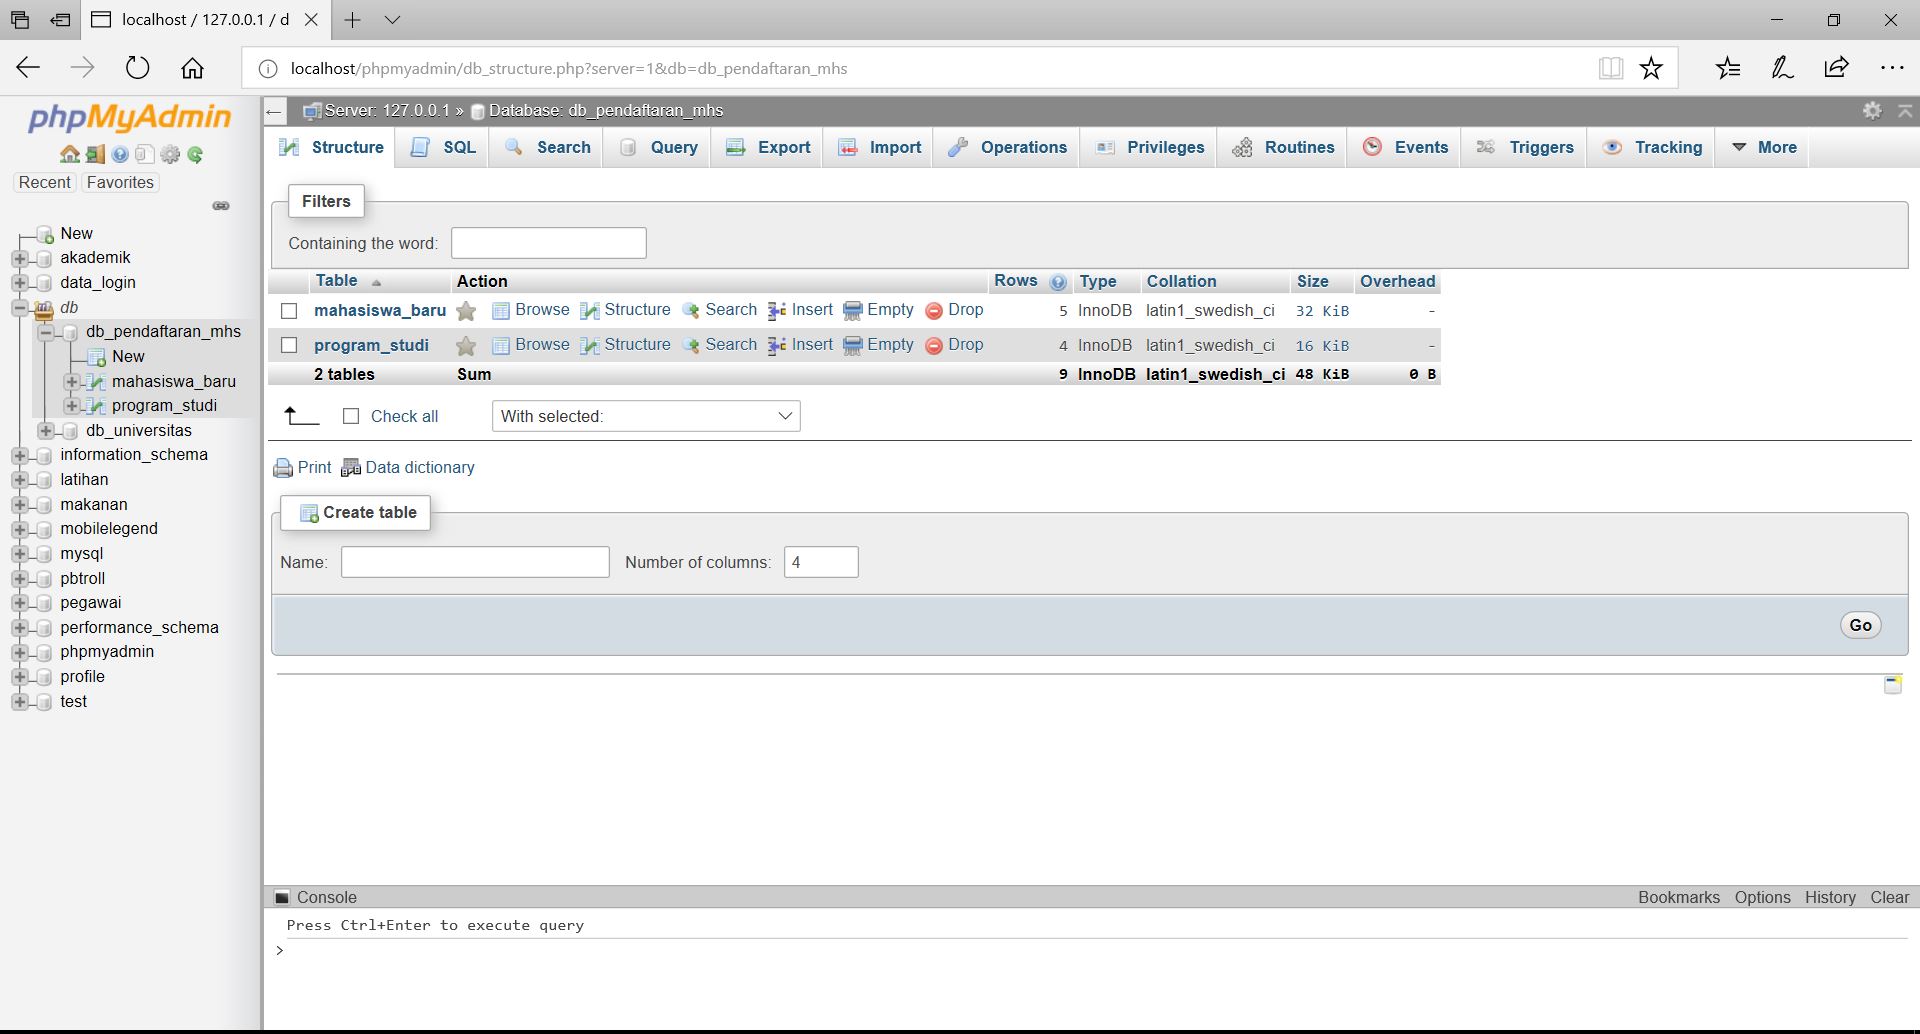 localhost / 127.0.0.1 / d
localhost/phpmyadmin/db_structure.php?server=1&db=db_pendaftaran_mhs
phpMyAdmin
Recent Favorites
New
akademik
data_login
db
db_pendaftaran_mhs
New
mahasiswa_baru
program_studi
db_universitas
information_schema
latihan
makanan
mobilelegend
mysql
pbtroll
pegawai
performance_schema
phpmyadmin
profile
test
Server: 127.0.0.1 » Database: db_pendaftaran_mhs
Structure SQL Search Query Export Import Operations Privileges Routines Events Triggers Tracking More
Filters
Containing the word:
Table Action Rows Type Collation Size Overhead
mahasiswa_baru Browse Structure Search Insert Empty Drop 5 InnoDB latin1_swedish_ci 32 KiB -
program_studi Browse Structure Search Insert Empty Drop 4 InnoDB latin1_swedish_ci 16 KiB -
2 tables Sum 9 InnoDB latin1_swedish_ci 48 KiB 0 B
Check all With selected:
Print Data dictionary
Create table
Name: Number of columns: 4
Go
Console Bookmarks Options History Clear
Press Ctrl+Enter to execute query
>